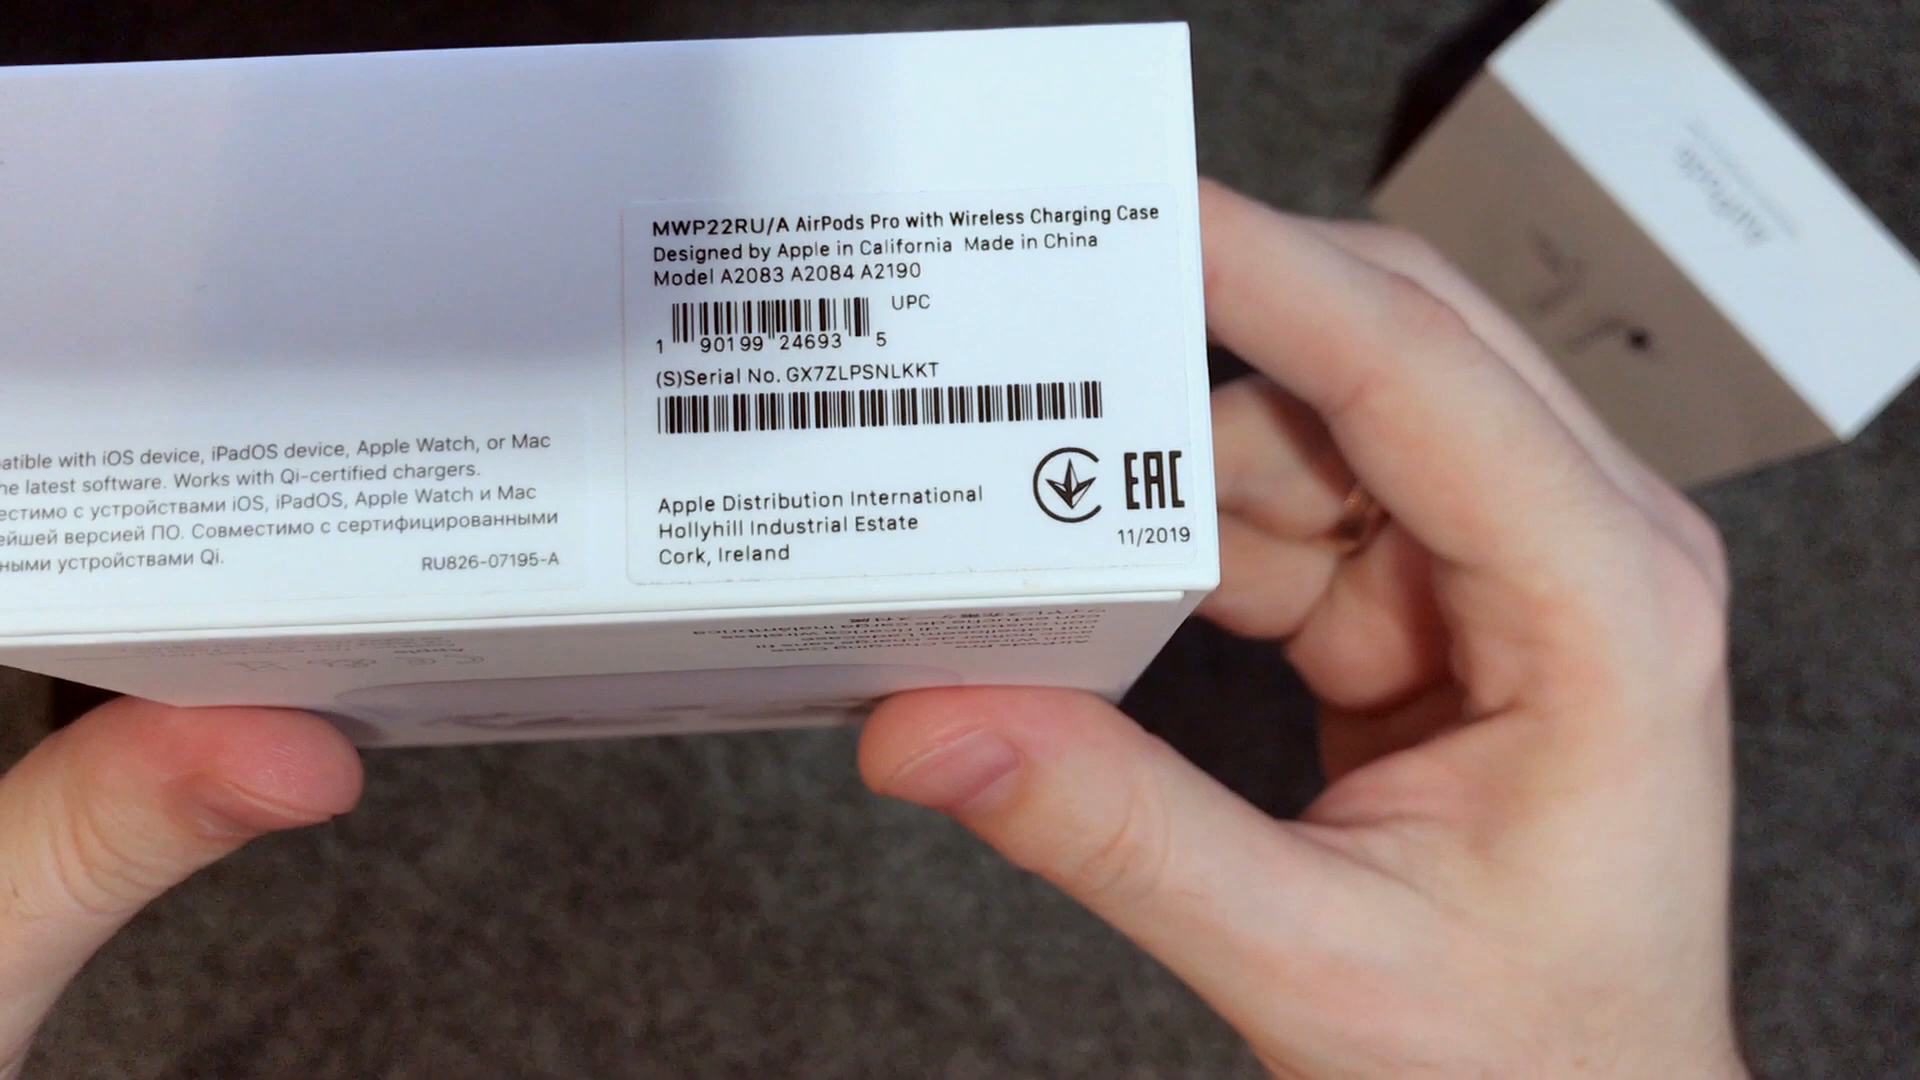 MWP22RU/A AirPods Pro with Wireless Charging Case
Designed by Apple in California Made in China
Model A2083 A2084 A2190
UPC
1 90199 24693 5
(S)Serial No. GX7ZLPSNLKKT
Apple Distribution International
Hollyhill Industrial Estate
Cork, Ireland
EAC
11/2019
atible with iOS device, iPadOS device, Apple Watch, or Mac
he latest software. Works with Qi-certified chargers.
естимо с устройствами iOS, iPadOS, Apple Watch и Mac
ейшей версией ПО. Совместимо с сертифицированными
ными устройствами Qi.
RU826-07195-A
AirPods